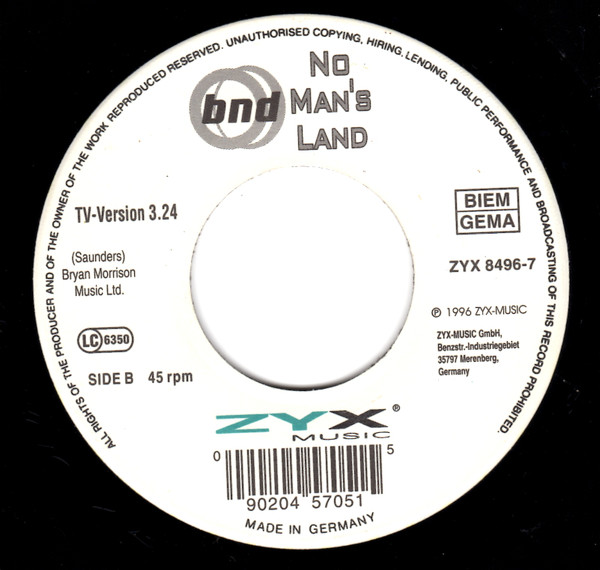 ALL RIGHTS OF THE PRODUCER AND OF THE OWNER OF THE WORK REPRODUCED RESERVED. UNAUTHORISED COPYING, HIRING, LENDING, PUBLIC PERFORMANCE AND BROADCASTING OF THIS RECORD PROHIBITED.
bnd
No
Man's
Land
TV-Version 3.24
(Saunders)
Bryan Morrison
Music Ltd.
LC 6350
SIDE B 45 rpm
BIEM
GEMA
ZYX 8496-7
℗ 1996 ZYX-MUSIC
ZYX-MUSIC GmbH,
Benzstr.-Industriegebiet
35797 Merenberg,
Germany
ZYX®
MUSIC
0 90204 57051 5
MADE IN GERMANY